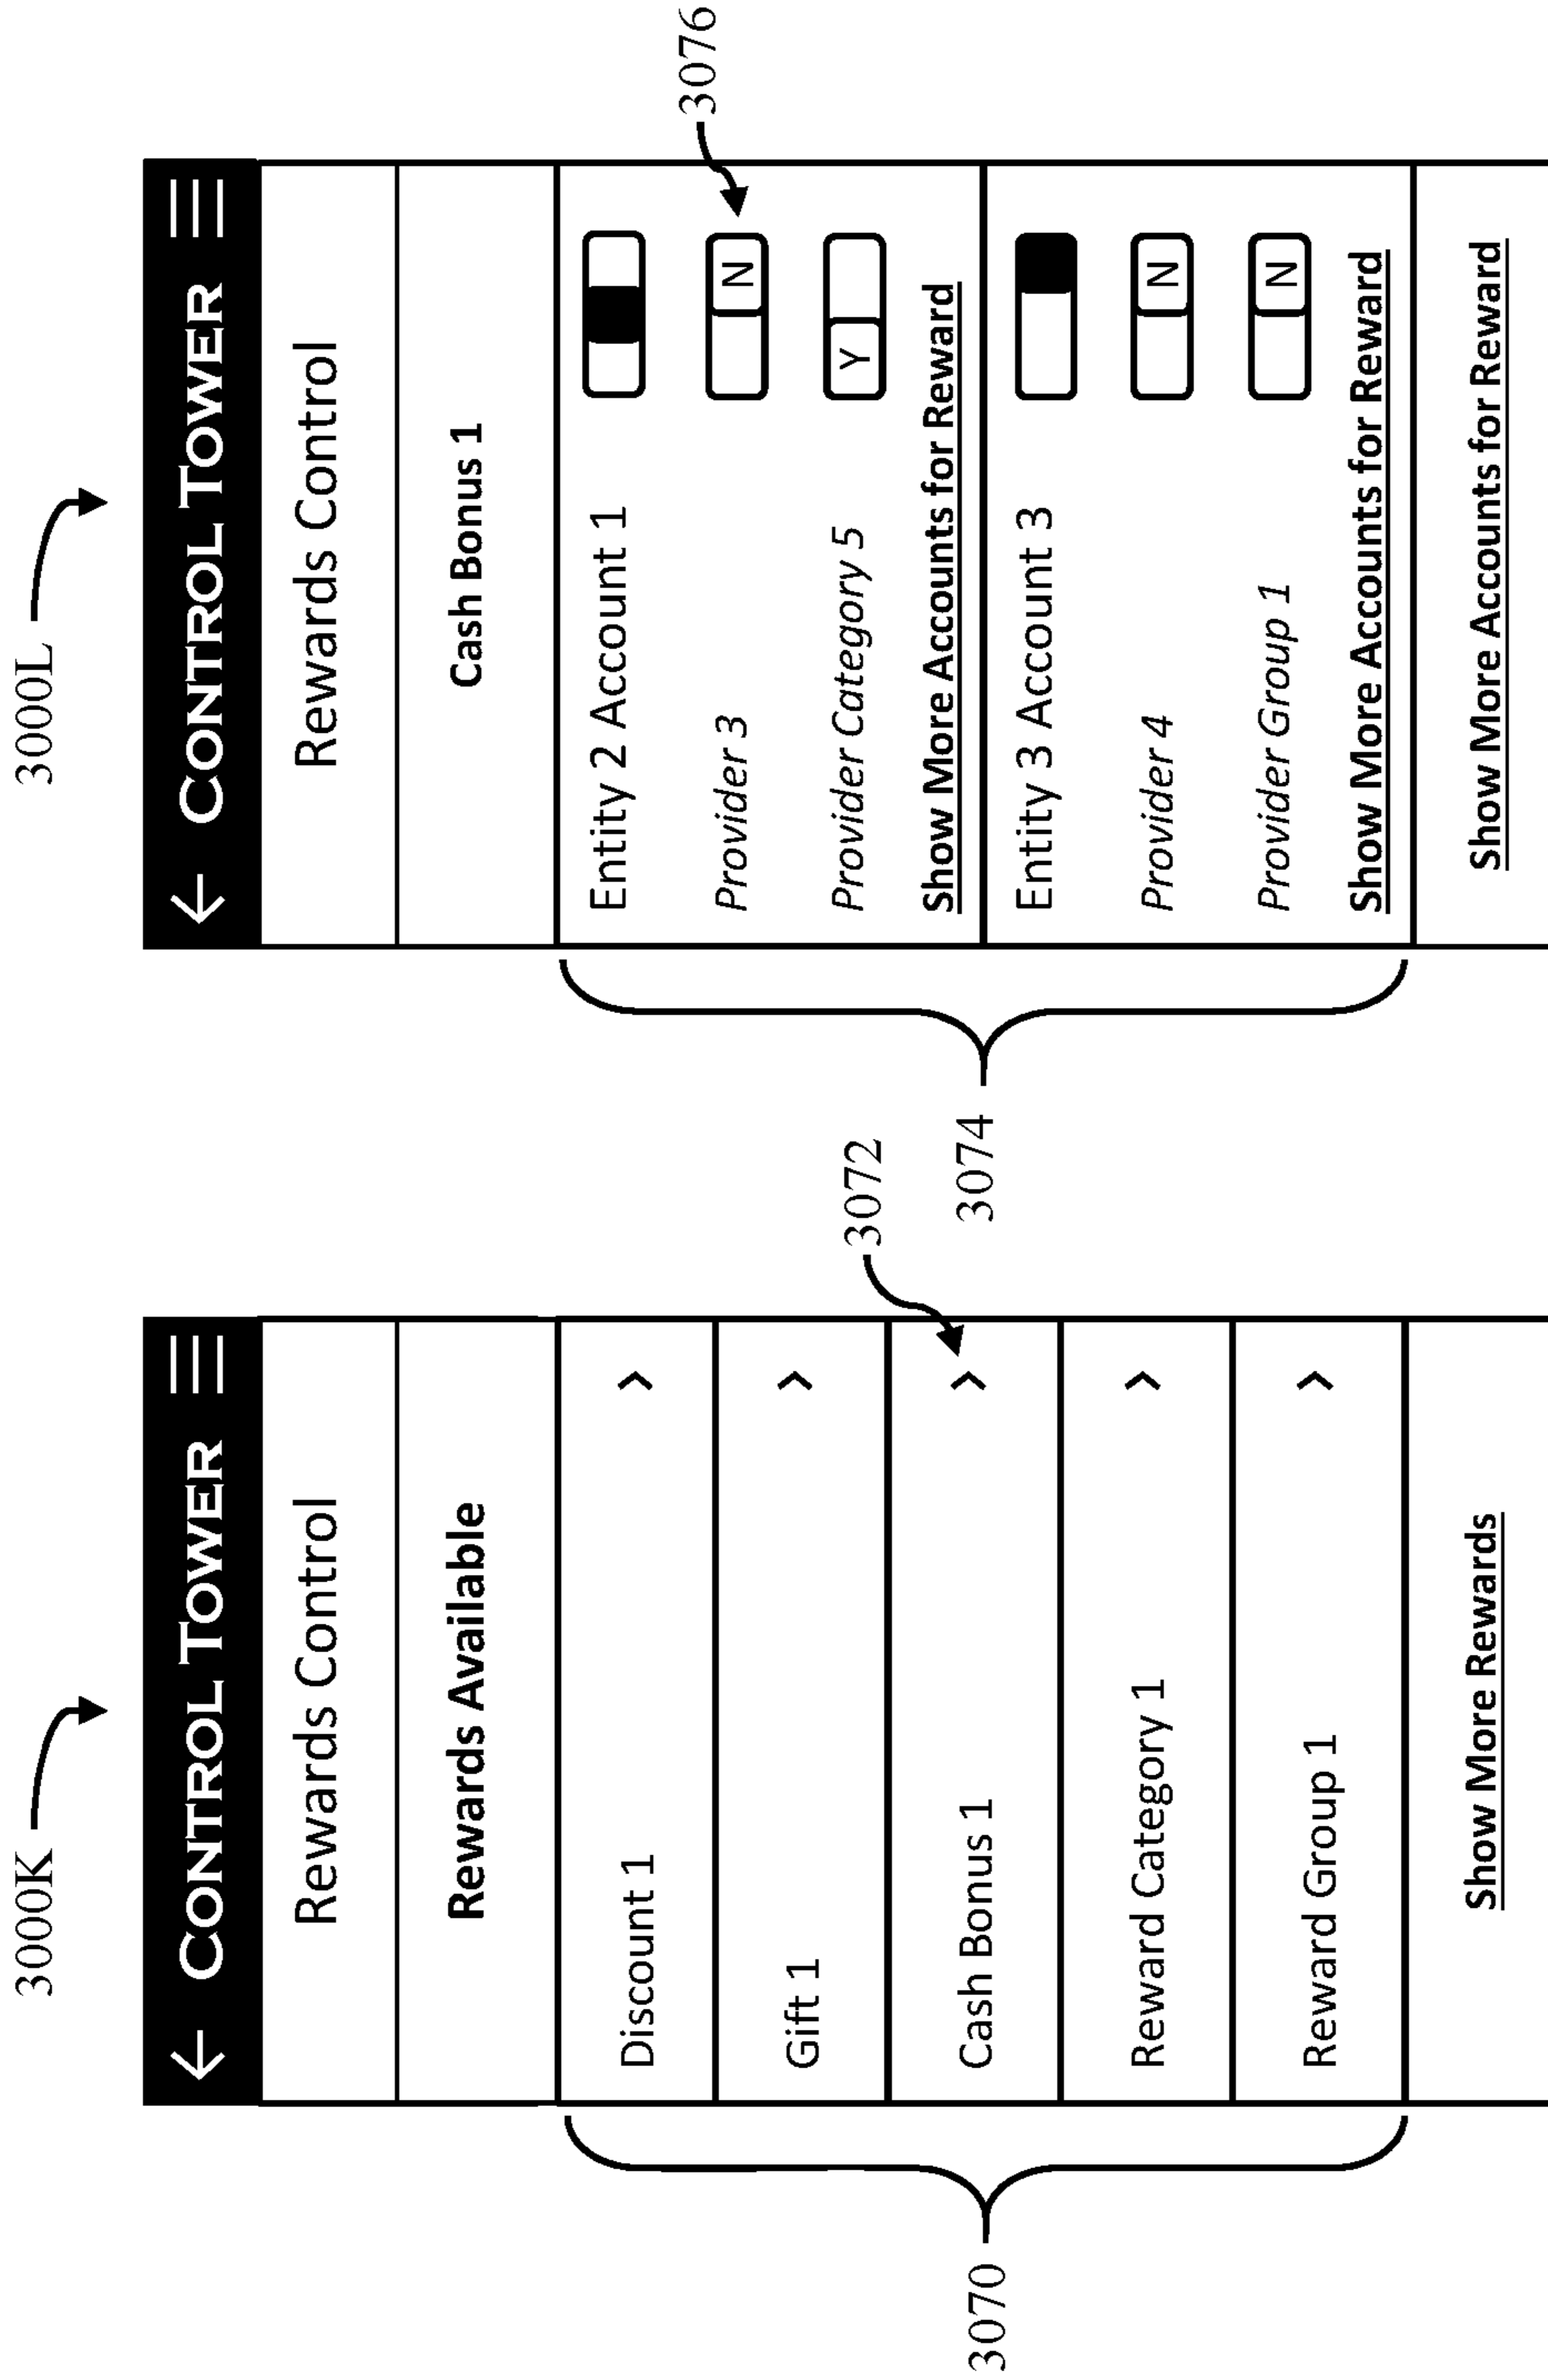 3000K
CONTROL TOWER
Rewards Control
Rewards Available
Discount 1
Gift 1
Cash Bonus 1
Reward Category 1
Reward Group 1
Show More Rewards
3070
3072
3000L
CONTROL TOWER
Rewards Control
Cash Bonus 1
Entity 2 Account 1
Provider 3 N
Provider Category 5 Y
Show More Accounts for Reward
Entity 3 Account 3
Provider 4 N
Provider Group 1 N
Show More Accounts for Reward
Show More Accounts for Reward
3074
3076